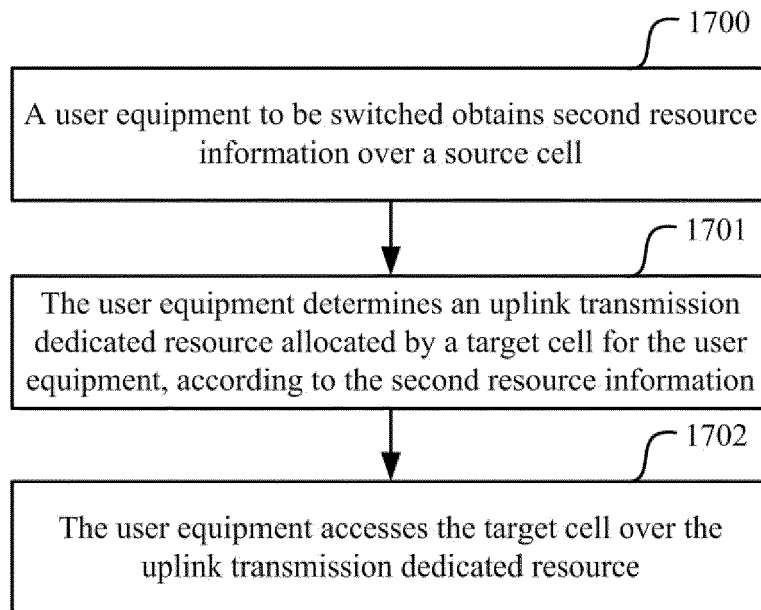 1700
A user equipment to be switched obtains second resource
information over a source cell
1701
The user equipment determines an uplink transmission
dedicated resource allocated by a target cell for the user
equipment, according to the second resource information
1702
The user equipment accesses the target cell over the
uplink transmission dedicated resource